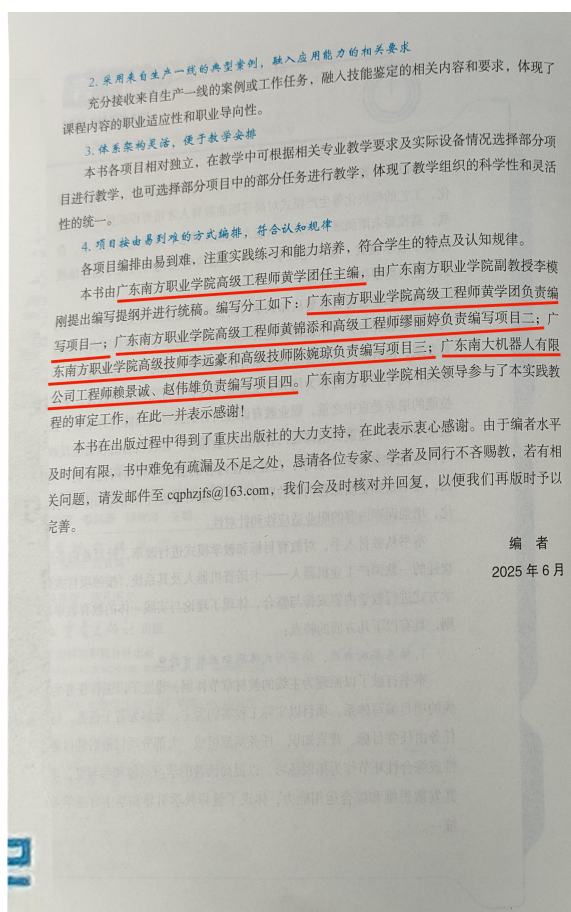 2. 采用来自生产一线的典型案例，融入应用能力的相关要求
充分接收来自生产一线的案例或工作任务，融入技能鉴定的相关内容和要求，体现了
课程内容的职业适应性和职业导向性。
3. 体系架构灵活，便于教学安排
本书各项目相对独立，在教学中可根据相关专业教学要求及实际设备情况选择部分项
目进行教学，也可选择部分项目中的部分任务进行教学，体现了教学组织的科学性和灵活
性的统一。
4. 项目按由易到难的方式编排，符合认知规律
各项目编排由易到难，注重实践练习和能力培养，符合学生的特点及认知规律。
本书由广东南方职业学院高级工程师黄学团任主编，由广东南方职业学院副教授李模
刚提出编写提纲并进行统稿。编写分工如下：广东南方职业学院高级工程师黄学团负责编
写项目一；广东南方职业学院高级工程师黄锦添和高级工程师缪丽婷负责编写项目二；广
东南方职业学院高级技师李远豪和高级技师陈婉琼负责编写项目三；广东南大机器人有限
公司工程师赖景诚、赵伟雄负责编写项目四。广东南方职业学院相关领导参与了本实践教
程的审定工作，在此一并表示感谢！
本书在出版过程中得到了重庆出版社的大力支持，在此表示衷心感谢。由于编者水平
及时间有限，书中难免有疏漏及不足之处，恳请各位专家、学者及同行不吝赐教，若有相
关问题，请发邮件至 cqphzjfs@163.com，我们会及时核对并回复，以便我们再版时予以
完善。
编 者
2025 年 6 月